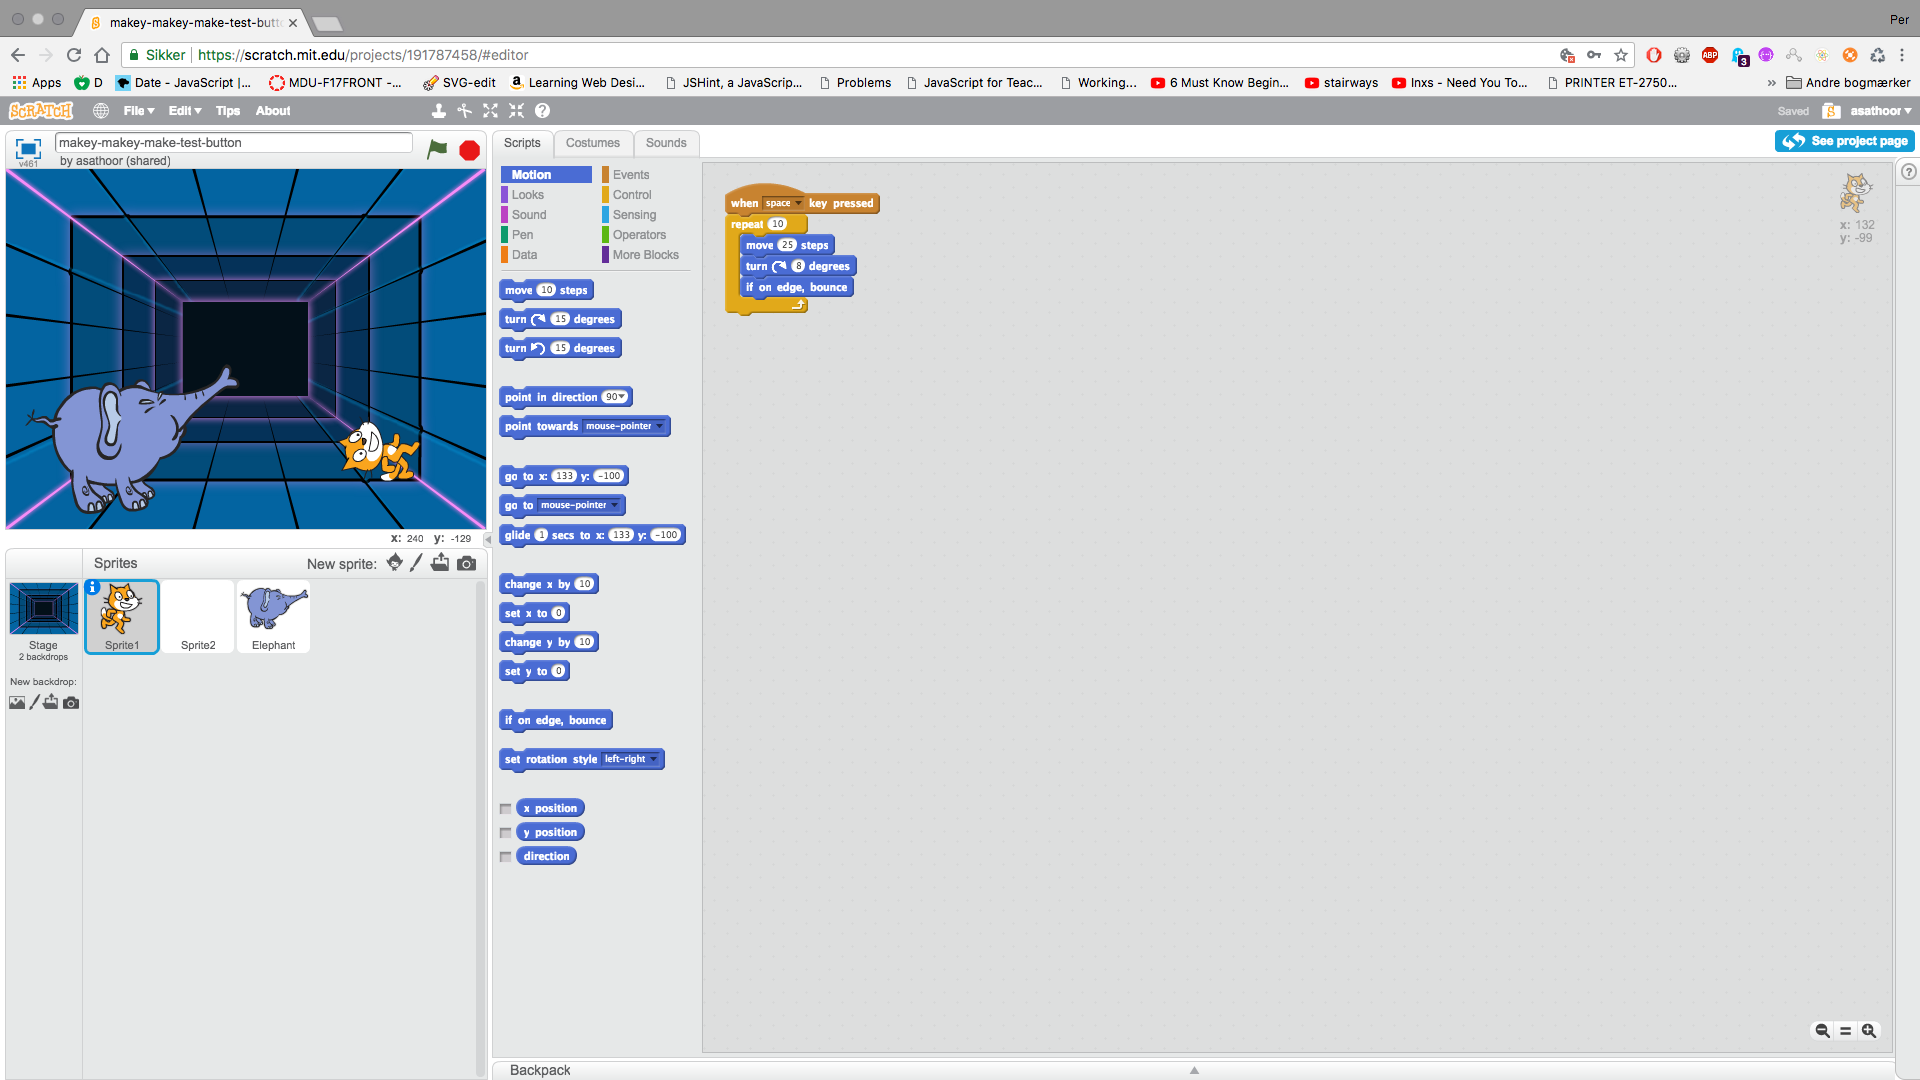 makey-makey-make-test-butt
Per
Sikker https://scratch.mit.edu/projects/191787458/#editor
ABP
3
Apps D Date - JavaScript |... MDU-F17FRONT -... SVG-edit Learning Web Desi... JSHint, a JavaScrip... Problems JavaScript for Teac... Working... 6 Must Know Begin... stairways Inxs - Need You To... PRINTER ET-2750... » Andre bogmærker
SCRATCH File Edit Tips About Saved asathoor
makey-makey-make-test-button
by asathoor (shared)
v461
Scripts Costumes Sounds
See project page
Motion
Looks
Sound
Pen
Data
Events
Control
Sensing
Operators
More Blocks
move 10 steps
turn 15 degrees
turn 15 degrees
point in direction 90
point towards mouse-pointer
go to x: 133 y: -100
go to mouse-pointer
glide 1 secs to x: 133 y: -100
change x by 10
set x to 0
change y by 10
set y to 0
if on edge, bounce
set rotation style left-right
x position
y position
direction
when space key pressed
repeat 10
move 25 steps
turn 8 degrees
if on edge, bounce
x: 132
y: -99
x: 240 y: -129
Sprites New sprite:
Stage
2 backdrops
New backdrop:
Sprite1 Sprite2 Elephant
Backpack